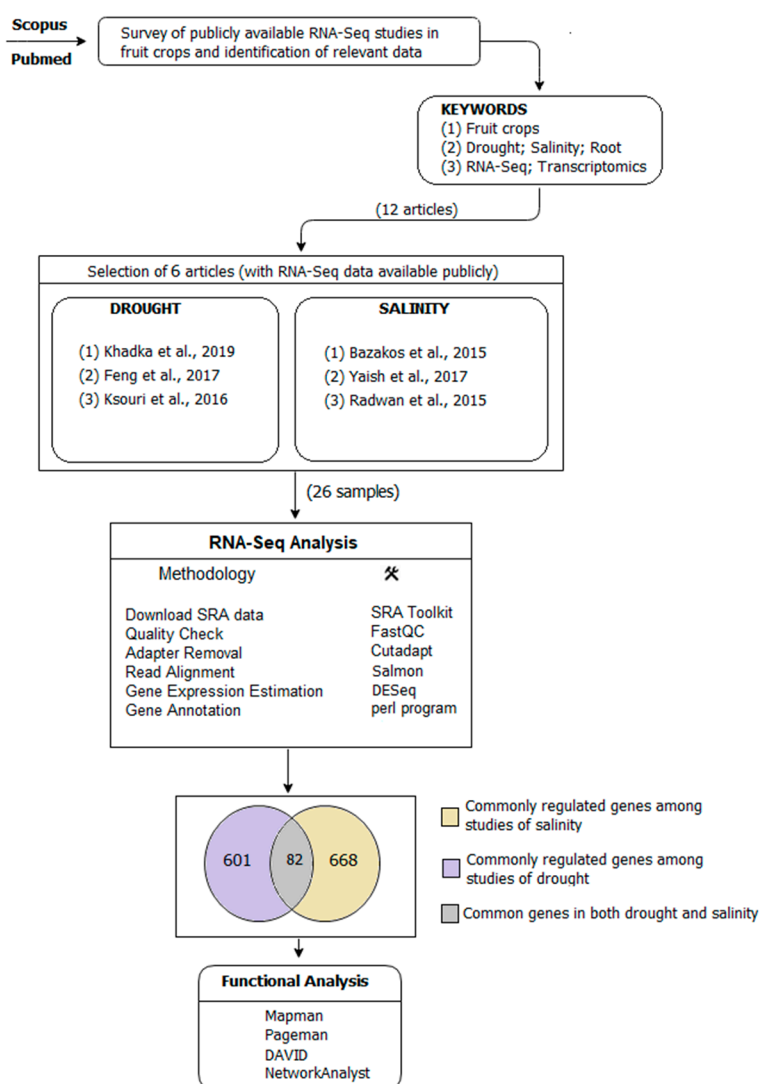 Scopus
Pubmed
Survey of publicly available RNA-Seq studies in
fruit crops and identification of relevant data
KEYWORDS
(1) Fruit crops
(2) Drought; Salinity; Root
(3) RNA-Seq; Transcriptomics
(12 articles)
Selection of 6 articles (with RNA-Seq data available publicly)
DROUGHT
(1) Khadka et al., 2019
(2) Feng et al., 2017
(3) Ksouri et al., 2016
SALINITY
(1) Bazakos et al., 2015
(2) Yaish et al., 2017
(3) Radwan et al., 2015
(26 samples)
RNA-Seq Analysis
Methodology
Download SRA data
Quality Check
Adapter Removal
Read Alignment
Gene Expression Estimation
Gene Annotation
SRA Toolkit
FastQC
Cutadapt
Salmon
DESeq
perl program
601
82
668
Commonly regulated genes among
studies of salinity
Commonly regulated genes among
studies of drought
Common genes in both drought and salinity
Functional Analysis
Mapman
Pageman
DAVID
NetworkAnalyst